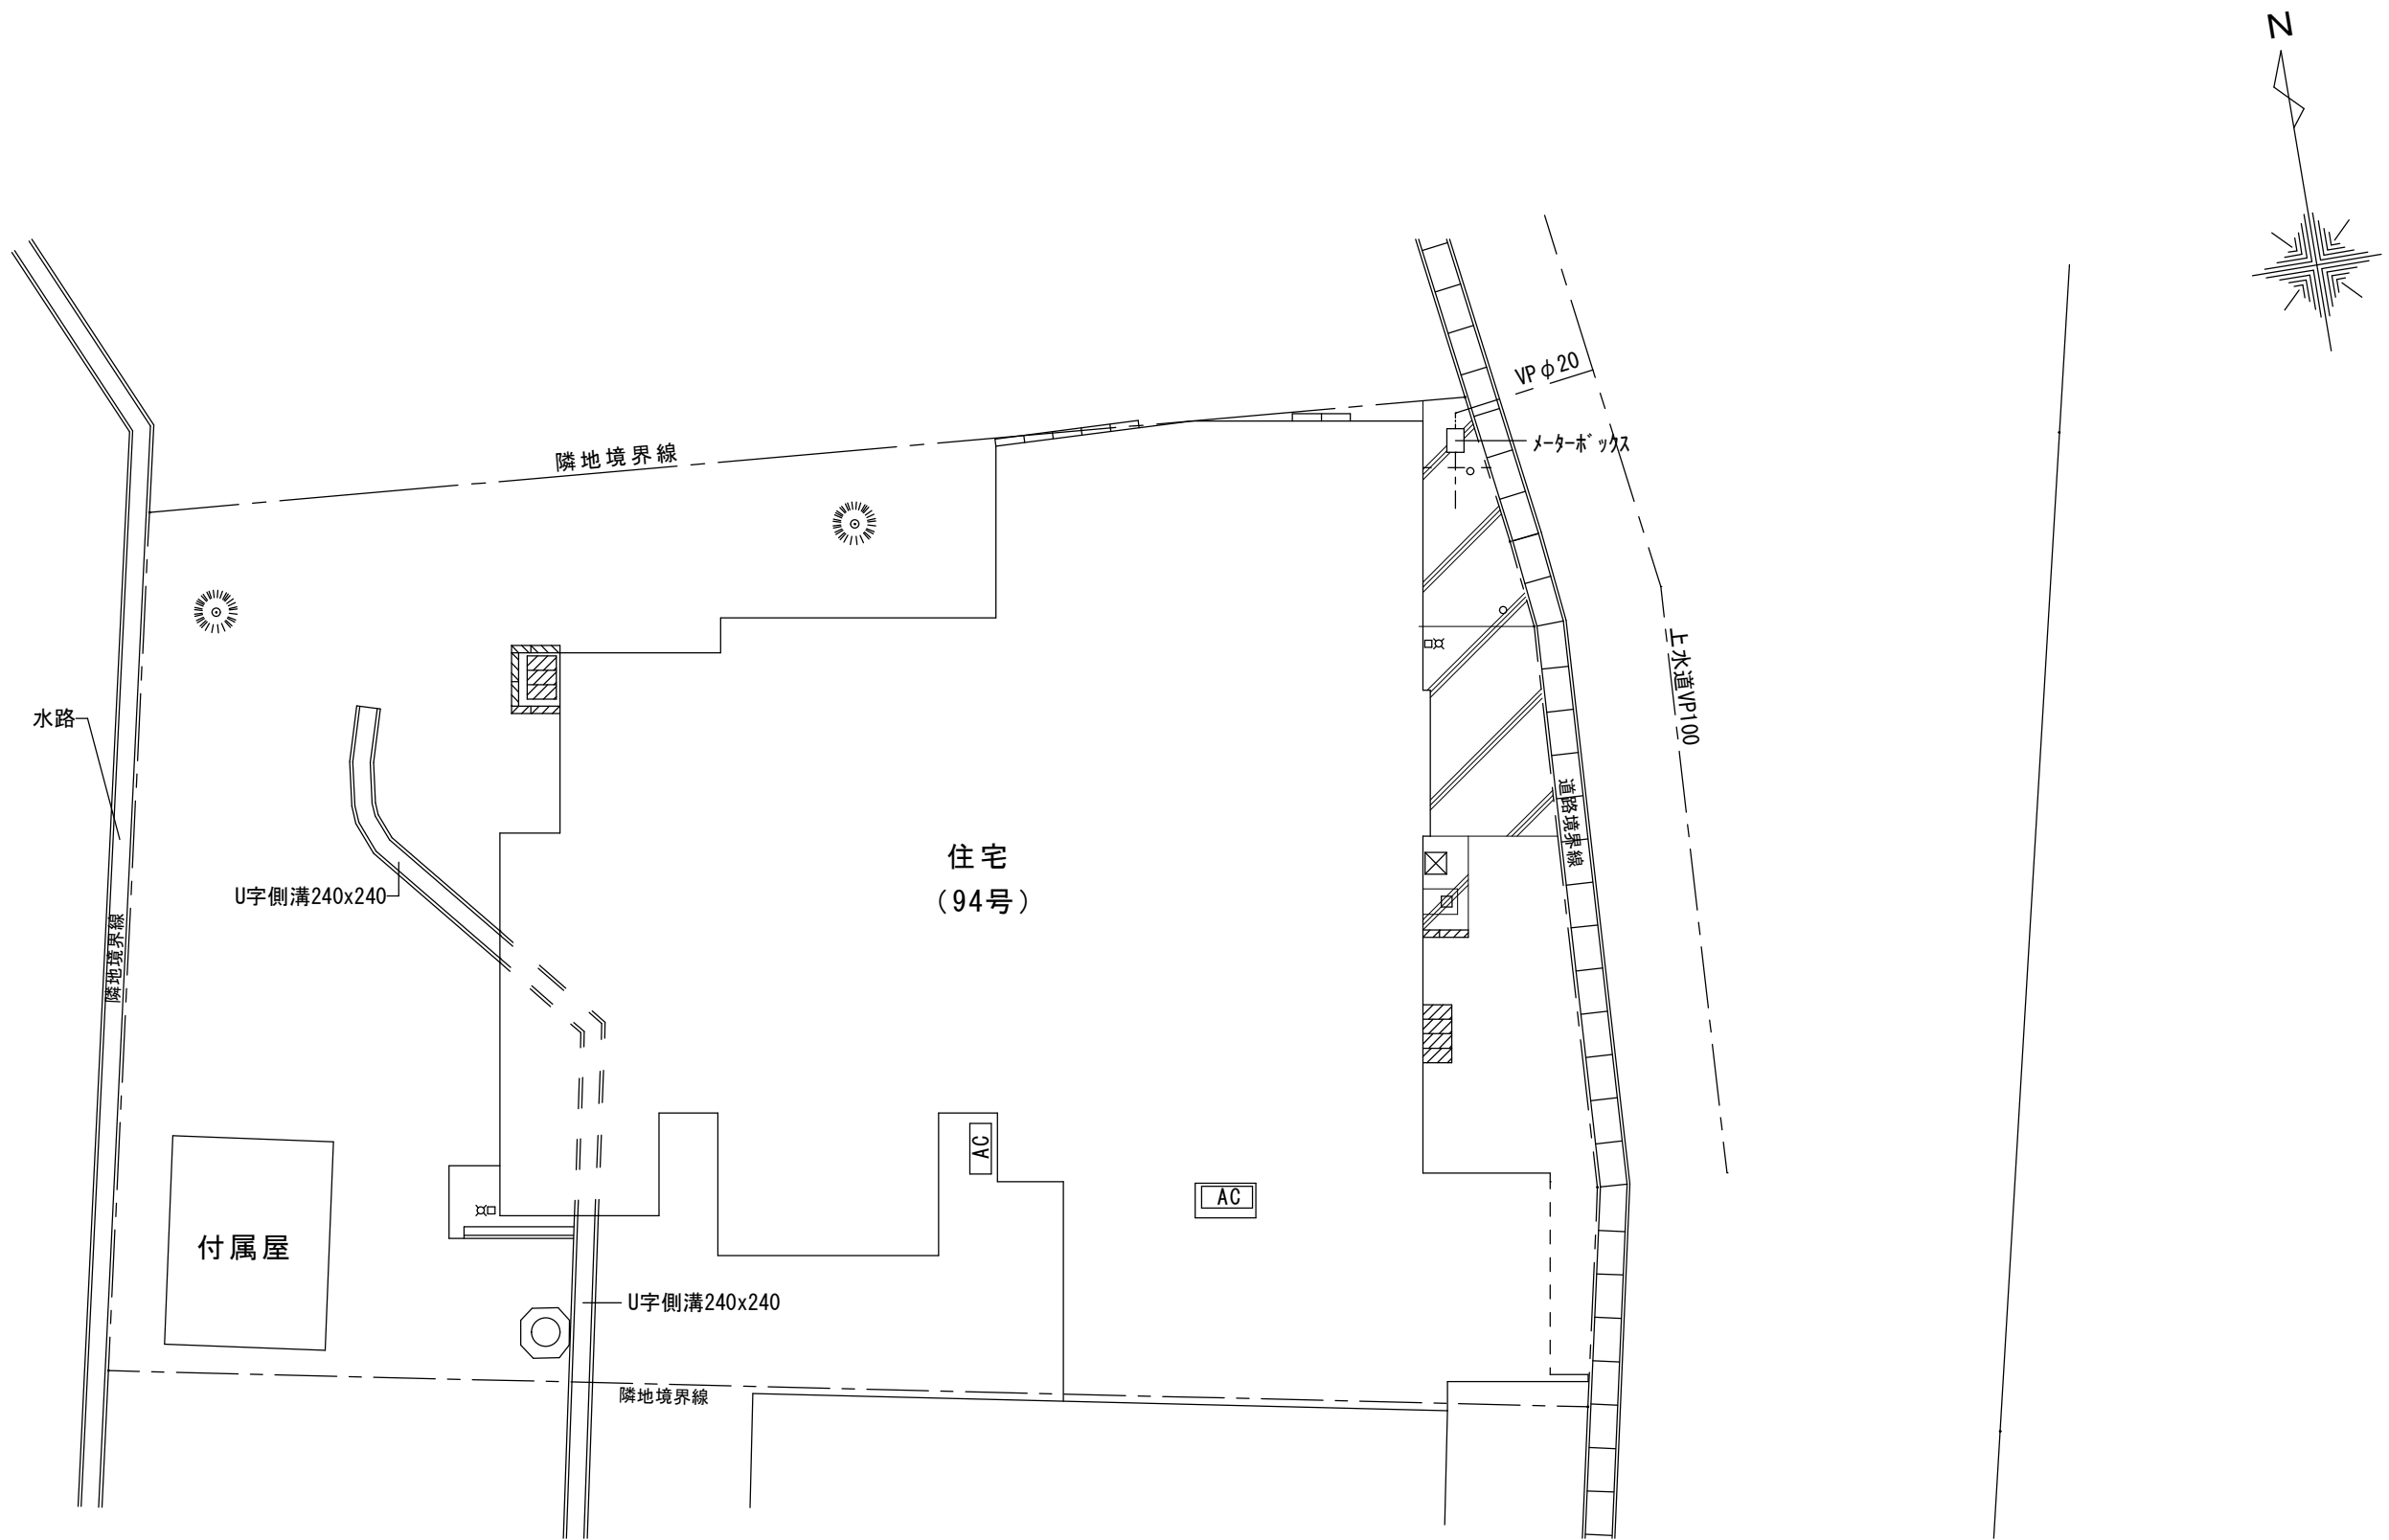 N
VPφ20
隣地境界線
メーターボックス
上水道VP100
水路
道路境界線
住宅
（94号）
U字側溝240x240
隣地境界線
AC
AC
付属屋
U字側溝240x240
隣地境界線